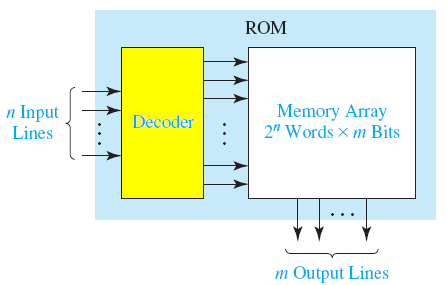 ROM
n Input
Lines
Decoder
Memory Array
2ⁿ Words × m Bits
m Output Lines